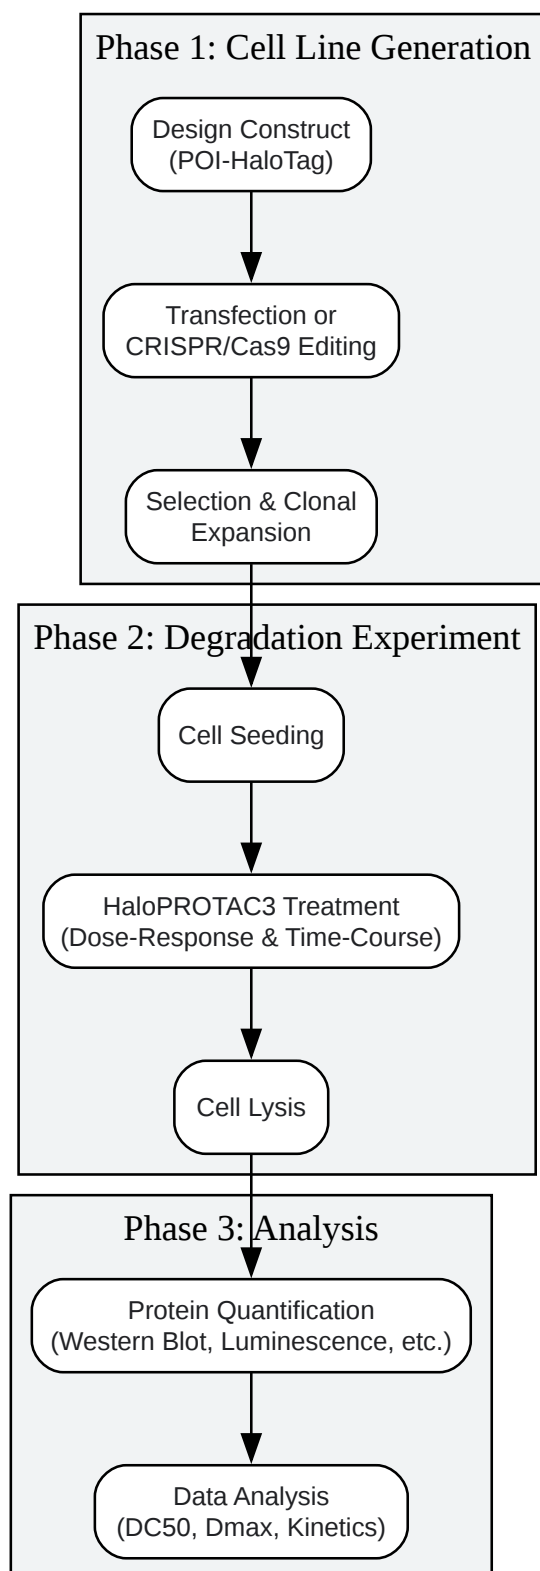 Phase 1: Cell Line Generation
Design Construct
(POI-HaloTag)
Transfection or
CRISPR/Cas9 Editing
Selection & Clonal
Expansion
Phase 2: Degradation Experiment
Cell Seeding
HaloPROTAC3 Treatment
(Dose-Response & Time-Course)
Cell Lysis
Phase 3: Analysis
Protein Quantification
(Western Blot, Luminescence, etc.)
Data Analysis
(DC50, Dmax, Kinetics)